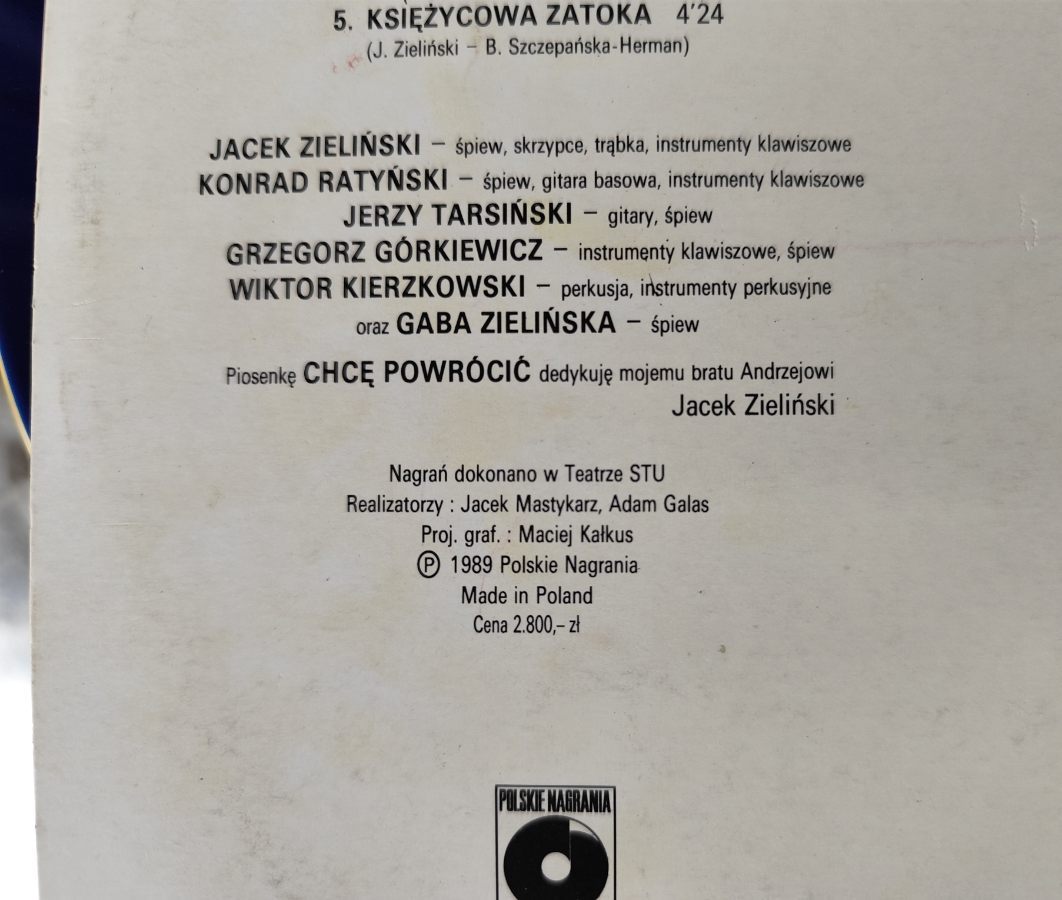 5. KSIĘŻYCOWA ZATOKA 4'24
(J. Zieliński – B. Szczepańska-Herman)
JACEK ZIELIŃSKI – śpiew, skrzypce, trąbka, instrumenty klawiszowe
KONRAD RATYŃSKI – śpiew, gitara basowa, instrumenty klawiszowe
JERZY TARSIŃSKI – gitary, śpiew
GRZEGORZ GÓRKIEWICZ – instrumenty klawiszowe, śpiew
WIKTOR KIERZKOWSKI – perkusja, instrumenty perkusyjne
oraz GABA ZIELIŃSKA – śpiew
Piosenkę CHCĘ POWRÓCIĆ dedykuję mojemu bratu Andrzejowi
Jacek Zieliński
Nagrań dokonano w Teatrze STU
Realizatorzy : Jacek Mastykarz, Adam Galas
Proj. graf. : Maciej Kałkus
Ⓟ 1989 Polskie Nagrania
Made in Poland
Cena 2.800,– zł
POLSKIE NAGRANIA